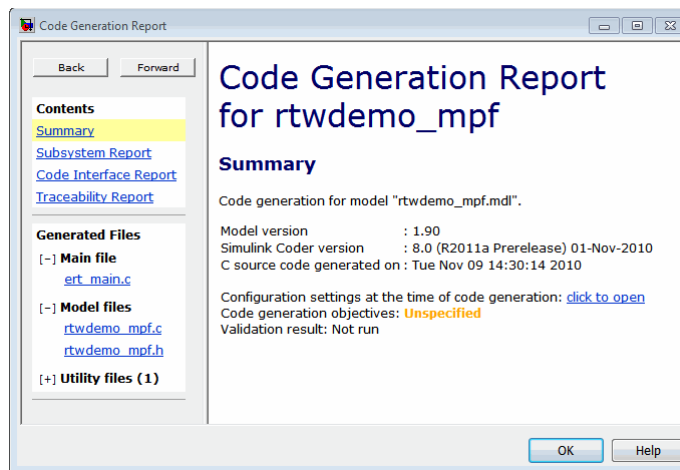 Code Generation Report
Back
Forward
Contents
Summary
Subsystem Report
Code Interface Report
Traceability Report
Generated Files
[-] Main file
ert_main.c
[-] Model files
rtwdemo_mpf.c
rtwdemo_mpf.h
[+] Utility files (1)
Code Generation Report
for rtwdemo_mpf
Summary
Code generation for model "rtwdemo_mpf.mdl".
Model version : 1.90
Simulink Coder version : 8.0 (R2011a Prerelease) 01-Nov-2010
C source code generated on : Tue Nov 09 14:30:14 2010
Configuration settings at the time of code generation: click to open
Code generation objectives: Unspecified
Validation result: Not run
OK
Help